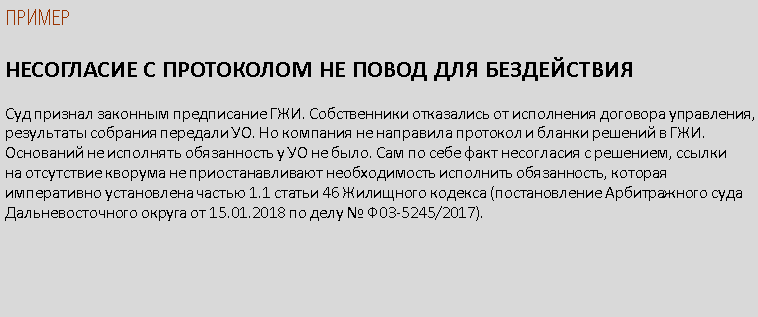 ПРИМЕР
НЕСОГЛАСИЕ С ПРОТОКОЛОМ НЕ ПОВОД ДЛЯ БЕЗДЕЙСТВИЯ
Суд признал законным предписание ГЖИ. Собственники отказались от исполнения договора управления,
результаты собрания передали УО. Но компания не направила протокол и бланки решений в ГЖИ.
Оснований не исполнять обязанность у УО не было. Сам по себе факт несогласия с решением, ссылки
на отсутствие кворума не приостанавливают необходимость исполнить обязанность, которая
императивно установлена частью 1.1 статьи 46 Жилищного кодекса (постановление Арбитражного суда
Дальневосточного округа от 15.01.2018 по делу № Ф03-5245/2017).